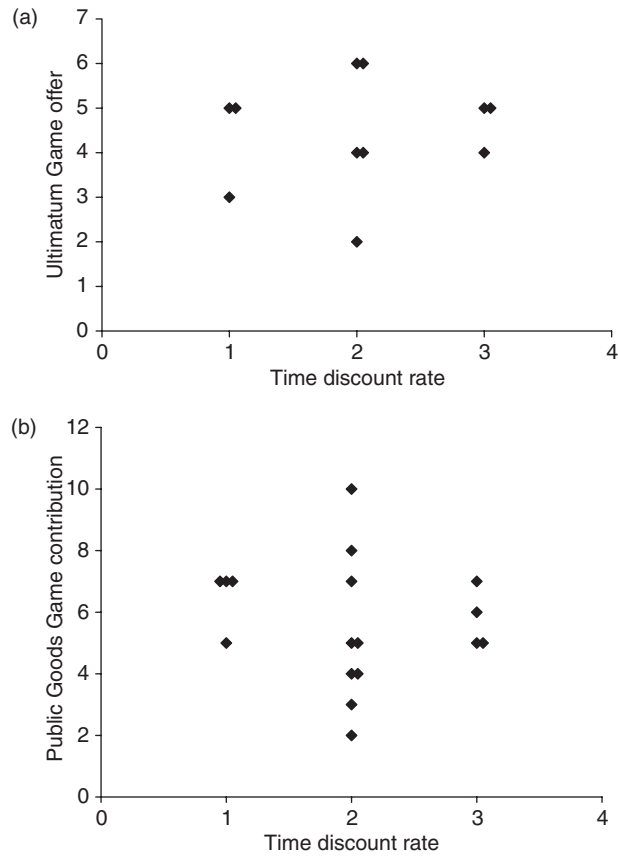 (a)
Ultimatum Game offer
7
6
5
4
3
2
1
0
0 1 2 3 4
Time discount rate
(b)
Public Goods Game contribution
12
10
8
6
4
2
0
0 1 2 3 4
Time discount rate